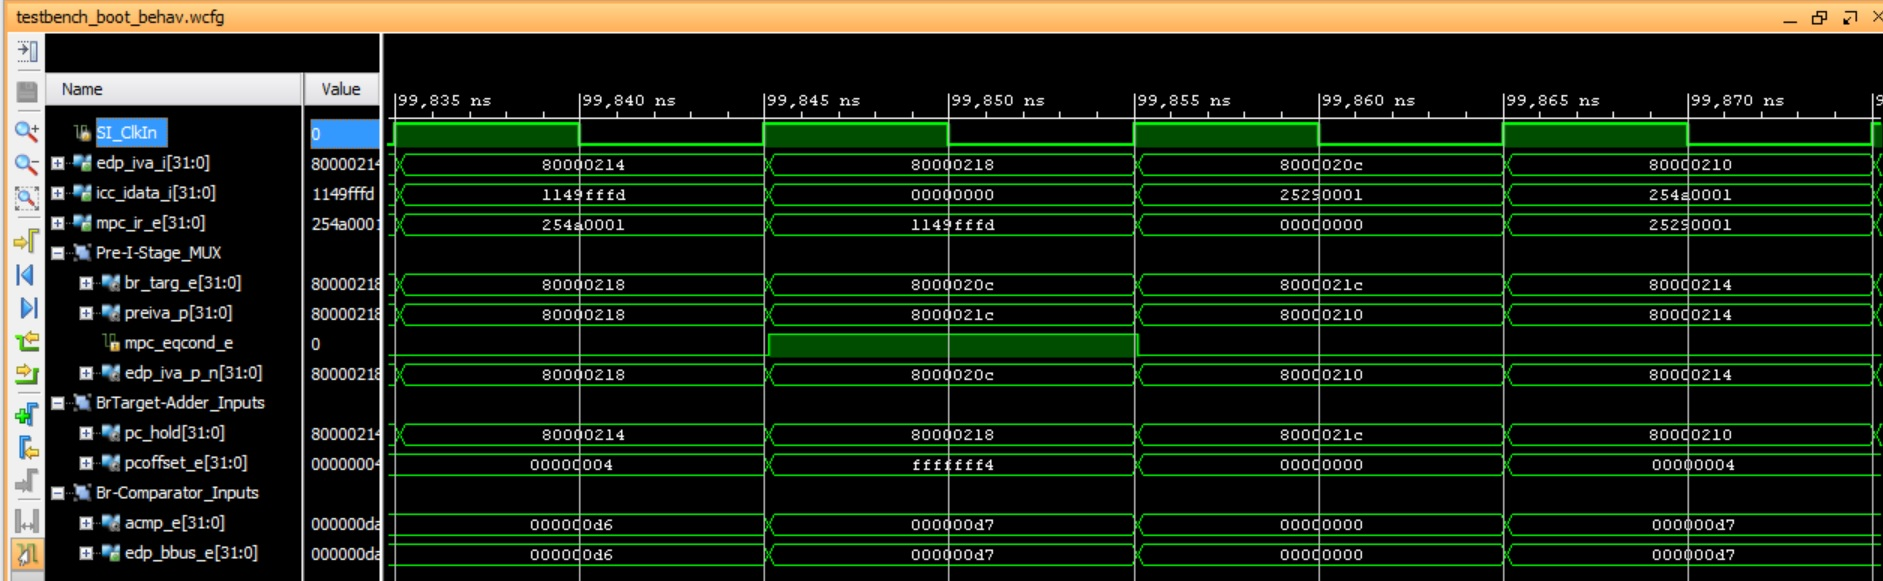 testbench_boot_behav.wcfg
Name Value
99,835 ns 99,840 ns 99,845 ns 99,850 ns 99,855 ns 99,860 ns 99,865 ns 99,870 ns 9
SI_ClkIn 0
edp_iva_i[31:0] 80000214 80000214 80000218 8000020c 80000210
icc_idata_i[31:0] 1149fffd 1149fffd 00000000 25290001 254a0001
mpc_ir_e[31:0] 254a0001 254a0001 1149fffd 00000000 25290001
Pre-I-Stage_MUX
br_targ_e[31:0] 80000218 80000218 8000020c 8000021c 80000214
preiva_p[31:0] 80000218 80000218 8000021c 80000210 80000214
mpc_eqcond_e 0
edp_iva_p_n[31:0] 80000218 80000218 8000020c 80000210 80000214
BrTarget-Adder_Inputs
pc_hold[31:0] 80000214 80000214 80000218 8000021c 80000210
pcoffset_e[31:0] 00000004 00000004 fffffff4 00000000 00000004
Br-Comparator_Inputs
acmp_e[31:0] 000000da 000000d6 000000d7 00000000 000000d7
edp_bbus_e[31:0] 000000da 000000d6 000000d7 00000000 000000d7